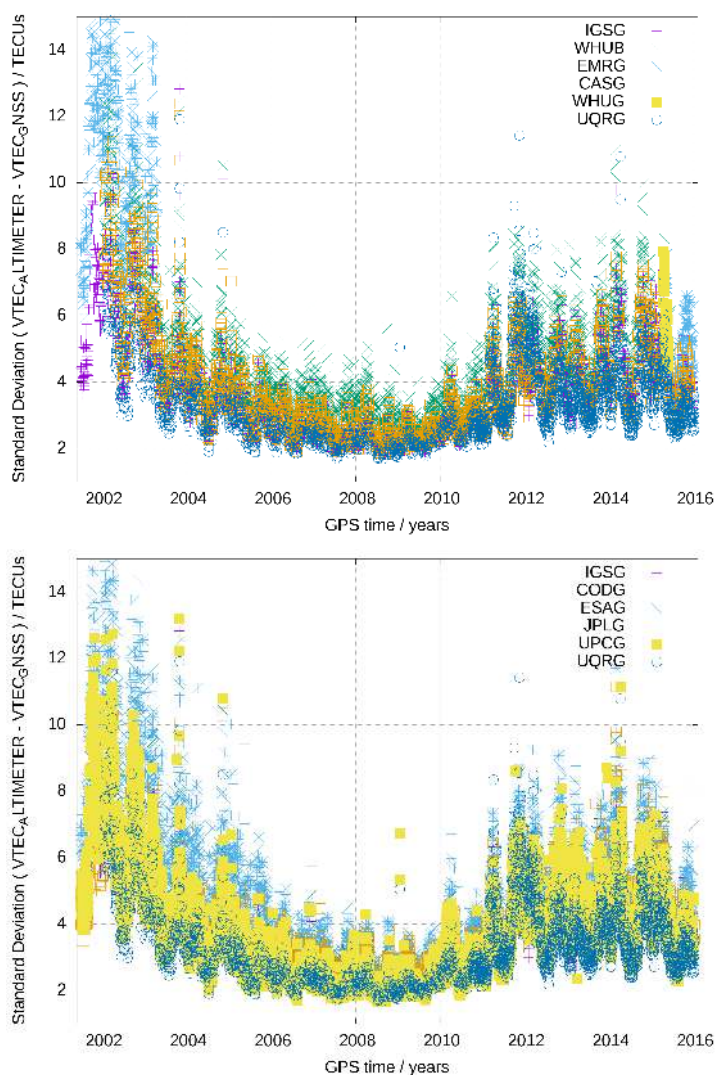 14
12
10
8
6
4
2
Standard Deviation ( VTEC_ALTIMETER - VTEC_GNSS ) / TECUs
IGSG
WHUB
EMRG
CASG
WHUG
UQRG
2002 2004 2006 2008 2010 2012 2014 2016
GPS time / years
14
12
10
8
6
4
2
Standard Deviation ( VTEC_ALTIMETER - VTEC_GNSS ) / TECUs
IGSG
CODG
ESAG
JPLG
UPCG
UQRG
2002 2004 2006 2008 2010 2012 2014 2016
GPS time / years